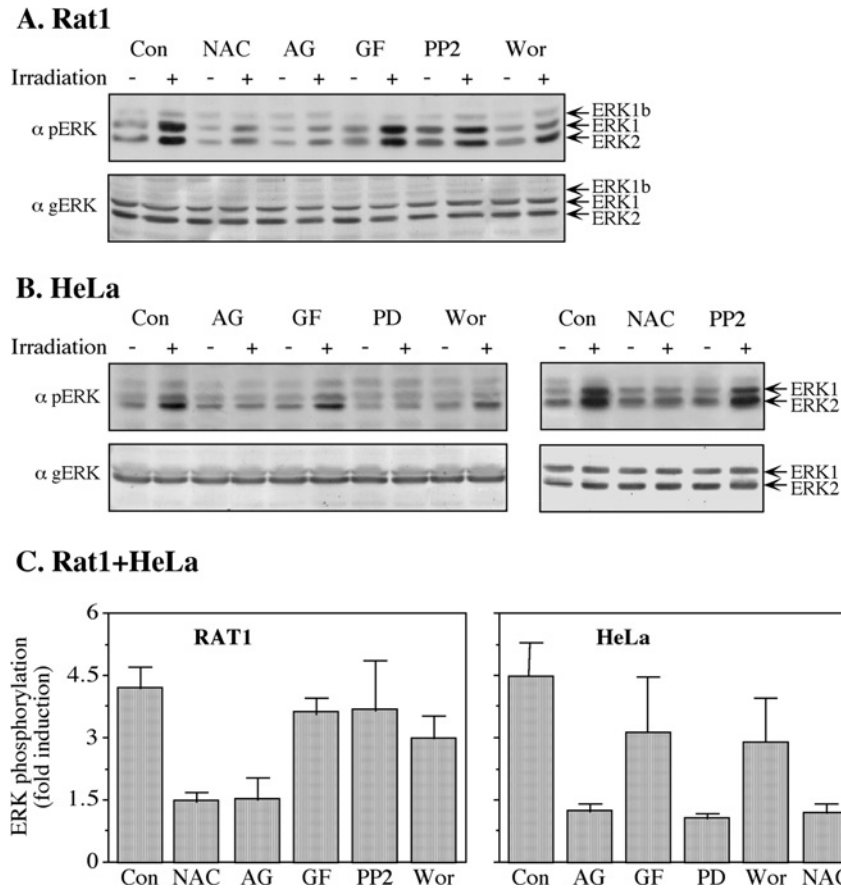 A. Rat1
Con NAC AG GF PP2 Wor
Irradiation - + - + - + - + - + - +
α pERK
ERK1b
ERK1
ERK2
α gERK
ERK1b
ERK1
ERK2
B. HeLa
Con AG GF PD Wor Con NAC PP2
Irradiation - + - + - + - + - + - + - + - +
α pERK
ERK1
ERK2
α gERK
ERK1
ERK2
C. Rat1+HeLa
ERK phosphorylation
(fold induction)
6
4.5
3
1.5
0
RAT1
HeLa
Con NAC AG GF PP2 Wor
Con AG GF PD Wor NAC